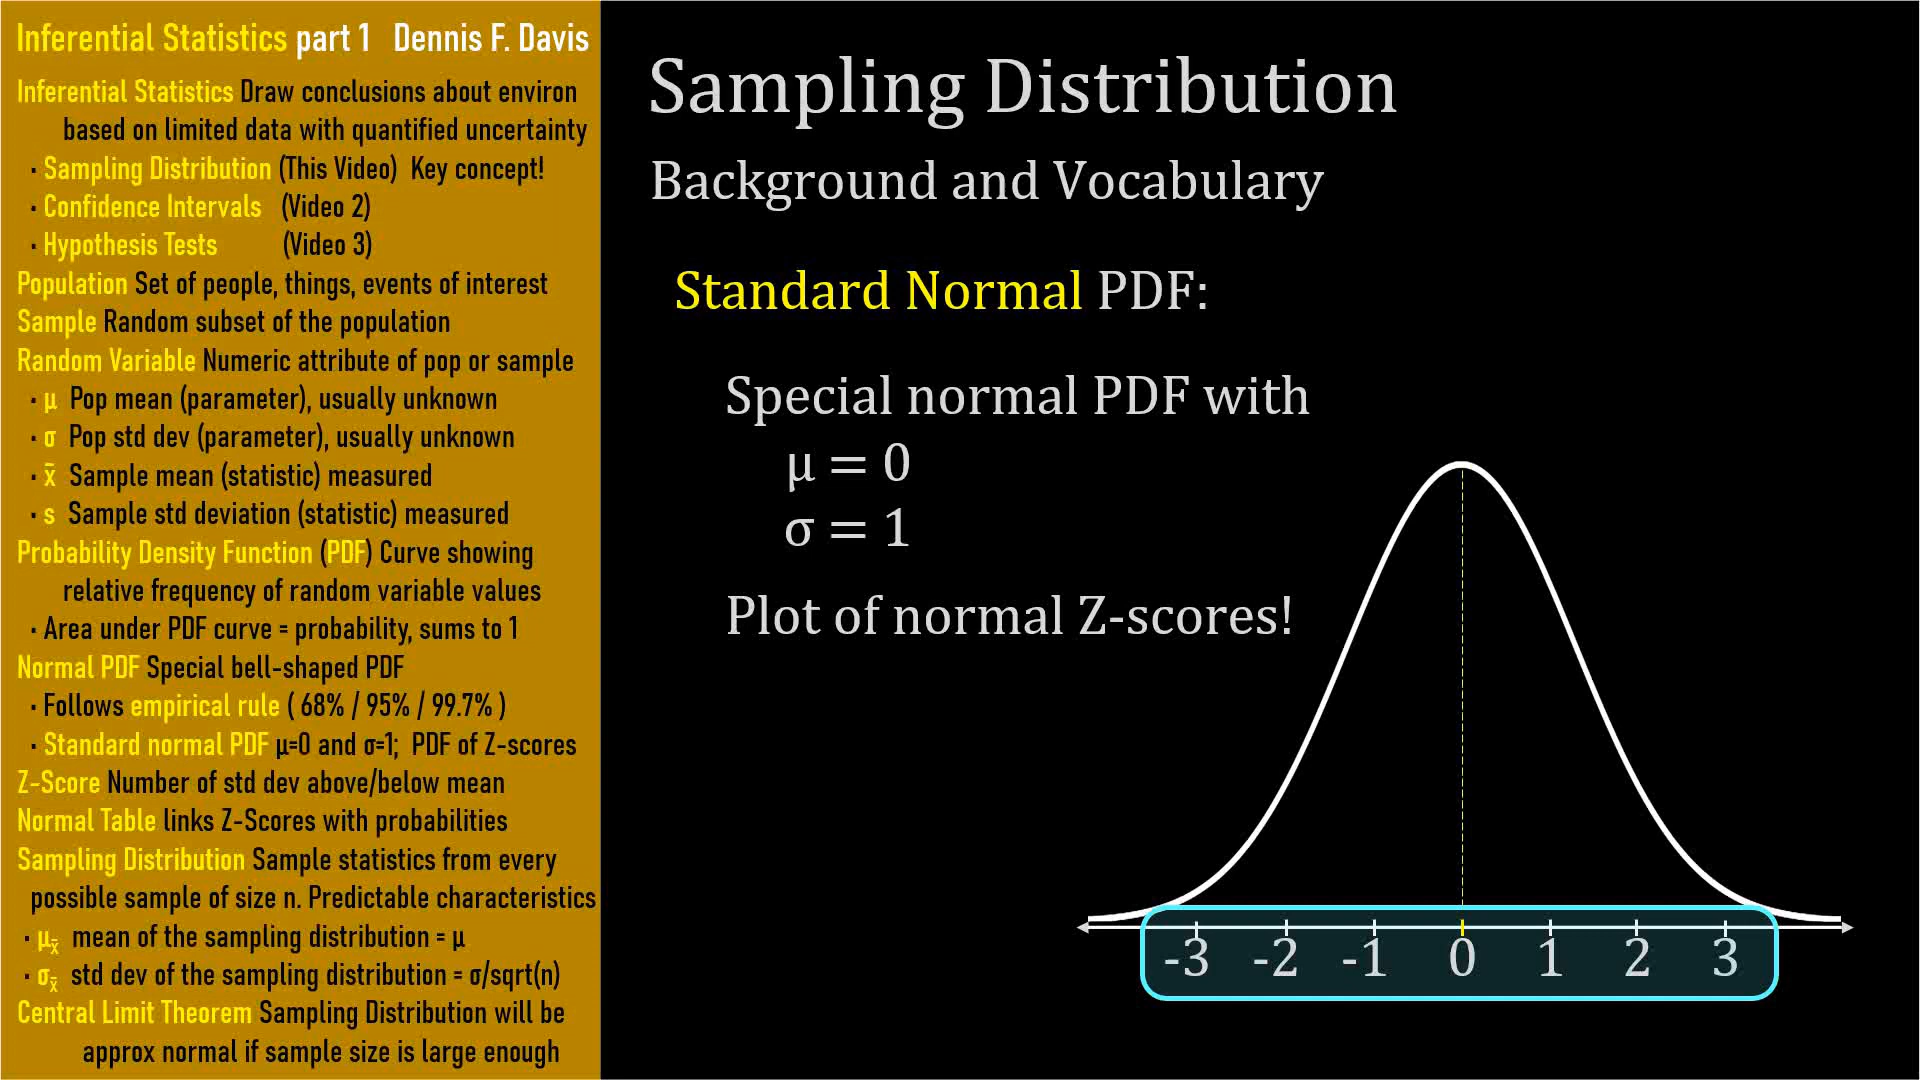 Inferential Statistics part 1 Dennis F. Davis
Inferential Statistics Draw conclusions about environ
based on limited data with quantified uncertainty
· Sampling Distribution (This Video) Key concept!
· Confidence Intervals (Video 2)
· Hypothesis Tests (Video 3)
Population Set of people, things, events of interest
Sample Random subset of the population
Random Variable Numeric attribute of pop or sample
· μ Pop mean (parameter), usually unknown
· σ Pop std dev (parameter), usually unknown
· x̄ Sample mean (statistic) measured
· s Sample std deviation (statistic) measured
Probability Density Function (PDF) Curve showing
relative frequency of random variable values
· Area under PDF curve = probability, sums to 1
Normal PDF Special bell-shaped PDF
· Follows empirical rule ( 68% / 95% / 99.7% )
· Standard normal PDF μ=0 and σ=1; PDF of Z-scores
Z-Score Number of std dev above/below mean
Normal Table links Z-Scores with probabilities
Sampling Distribution Sample statistics from every
possible sample of size n. Predictable characteristics
· μx̄ mean of the sampling distribution = μ
· σx̄ std dev of the sampling distribution = σ/sqrt(n)
Central Limit Theorem Sampling Distribution will be
approx normal if sample size is large enough
Sampling Distribution
Background and Vocabulary
Standard Normal PDF:
Special normal PDF with
μ = 0
σ = 1
Plot of normal Z-scores!
-3 -2 -1 0 1 2 3